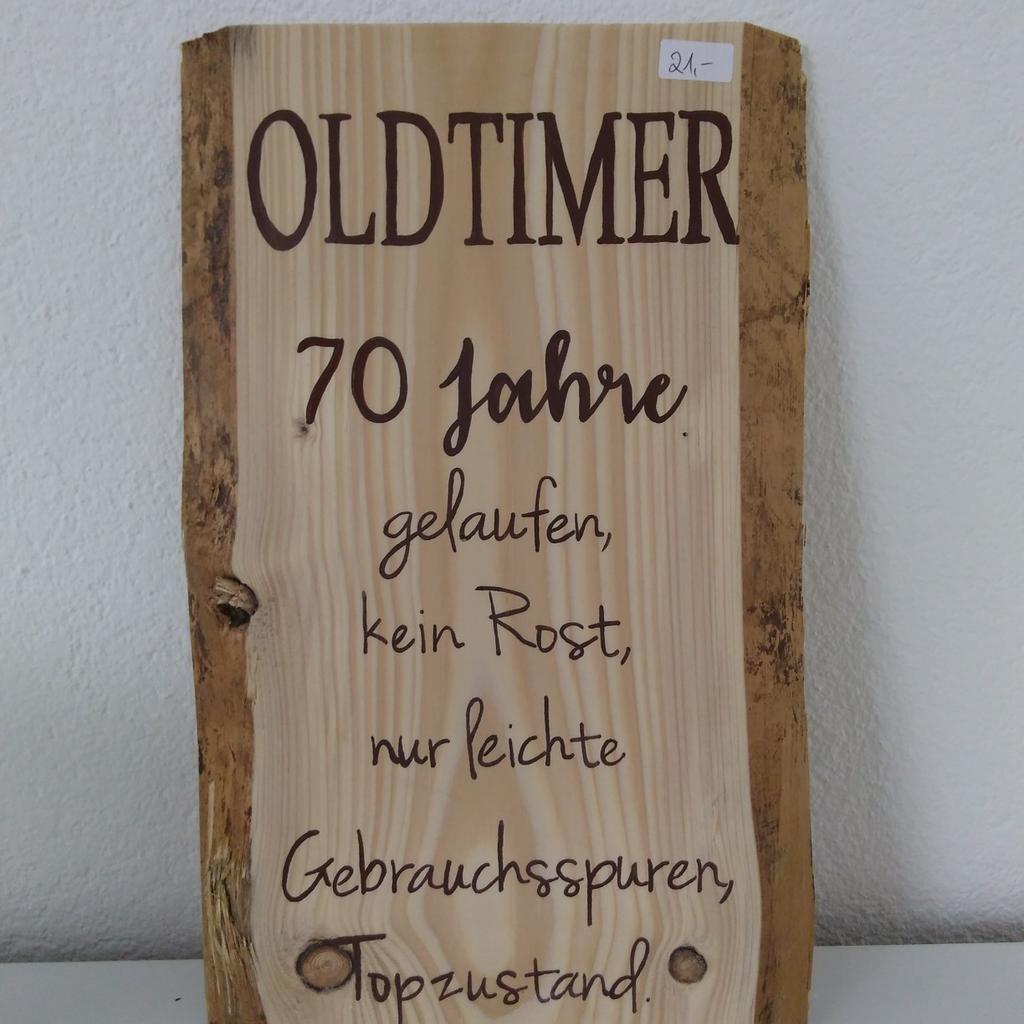 21,-
OLDTIMER
70 Jahre
gelaufen,
kein Rost,
nur leichte
Gebrauchsspuren,
Topzustand.